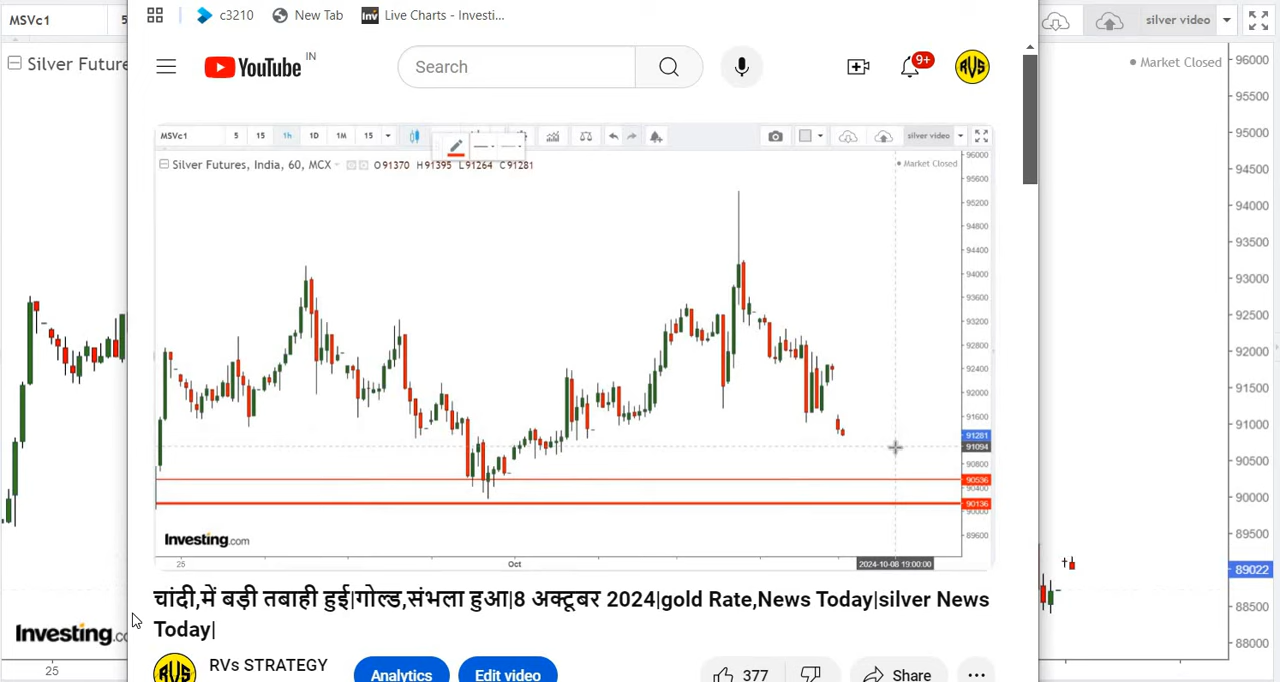 MSVc1
5
c3210
New Tab
Inv Live Charts - Investi...
silver video
Silver Future
YouTube IN
Search
9+
RVS
Market Closed
MSVc1 5 15 1h 1D 1M 15 silver video
Silver Futures, India, 60, MCX O91370 H91395 L91264 C91281 Market Closed
96000
95600
95200
94800
94400
94000
93600
93200
92800
92400
92000
91600
91281
91094
90800
90536
90400
90136
90000
89600
Investing.com
25 Oct 2024-10-08 19:00:00
96000
95500
95000
94500
94000
93500
93000
92500
92000
91500
91000
90500
90000
89500
89022
88500
88000
Investing.co
25
चांदी,में बड़ी तबाही हुई|गोल्ड,संभला हुआ|8 अक्टूबर 2024|gold Rate,News Today|silver News
Today|
RVS
RVs STRATEGY
Analytics
Edit video
377
Share